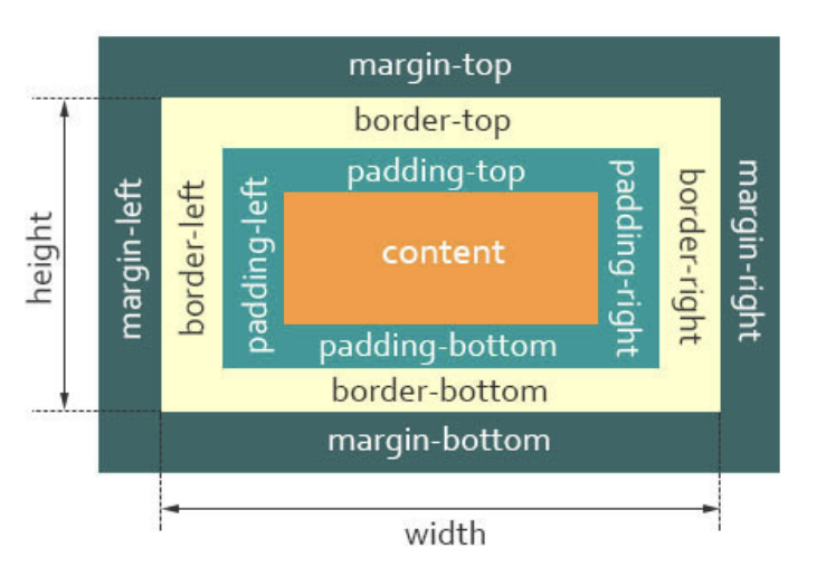 margin-top
border-top
padding-top
height
margin-left
border-left
padding-left
content
padding-right
border-right
margin-right
padding-bottom
border-bottom
margin-bottom
width